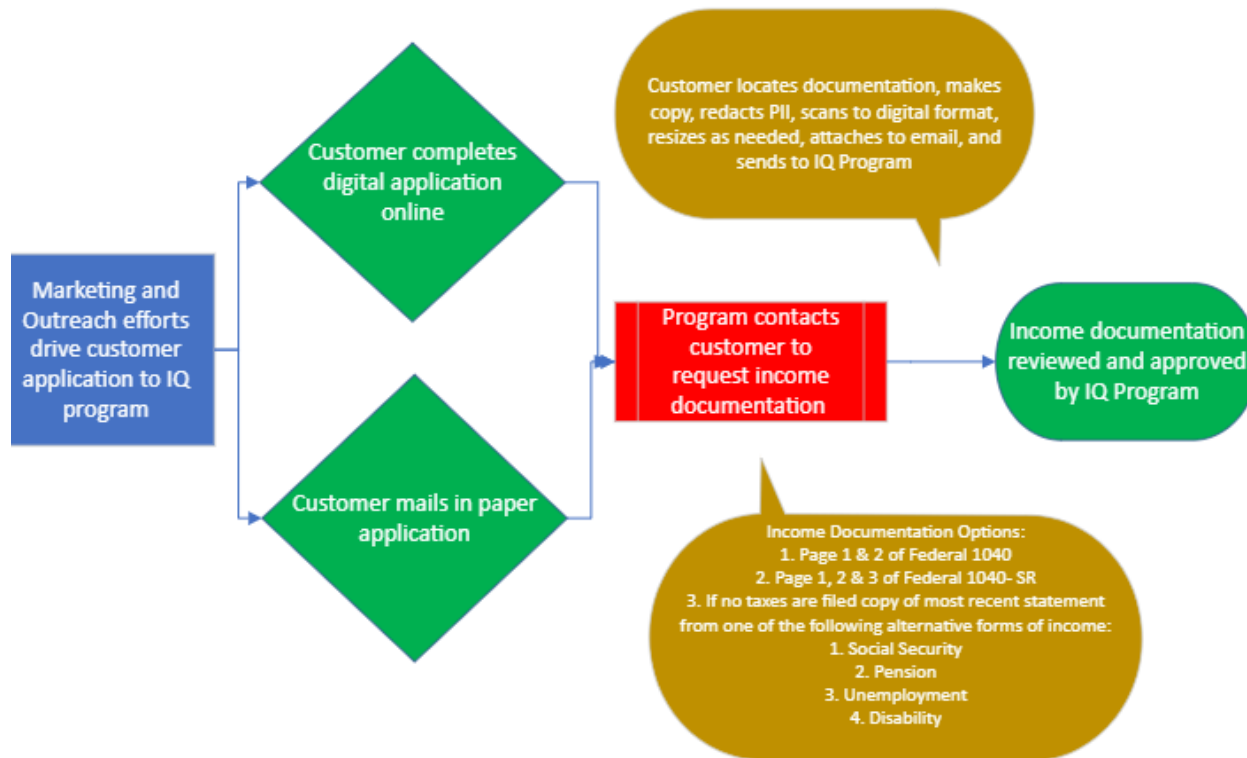 Marketing and
Outreach efforts
drive customer
application to IQ
program
Customer completes
digital application
online
Customer mails in paper
application
Customer locates documentation, makes
copy, redacts PII, scans to digital format,
resizes as needed, attaches to email, and
sends to IQ Program
Program contacts
customer to
request income
documentation
Income Documentation Options:
1. Page 1 & 2 of Federal 1040
2. Page 1, 2 & 3 of Federal 1040- SR
3. If no taxes are filed copy of most recent statement
from one of the following alternative forms of income:
1. Social Security
2. Pension
3. Unemployment
4. Disability
Income documentation
reviewed and approved
by IQ Program